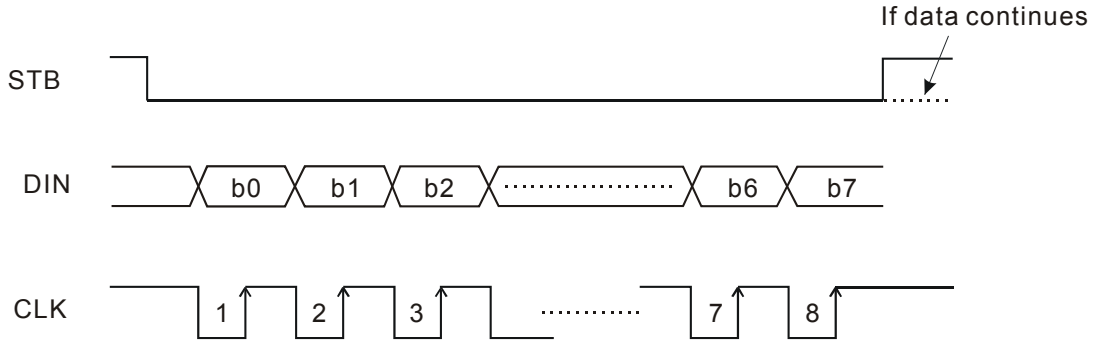 If data continues
STB
DIN b0 b1 b2 b6 b7
CLK 1 2 3 7 8